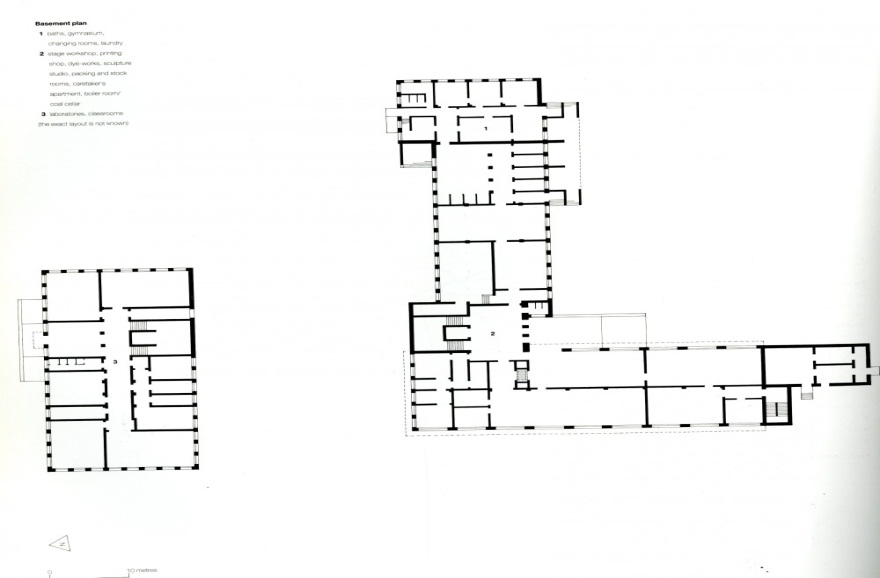 Basement plan
1 baths, gymnasium,
changing rooms, laundry
2 stage workshop, printing
shop, dye-works, sculpture
studio, packing and stock
rooms, caretaker's
apartment, boiler room/
coal cellar
3 laboratories, classrooms
(the exact layout is not known)
1
2
3
N
0 10 metres